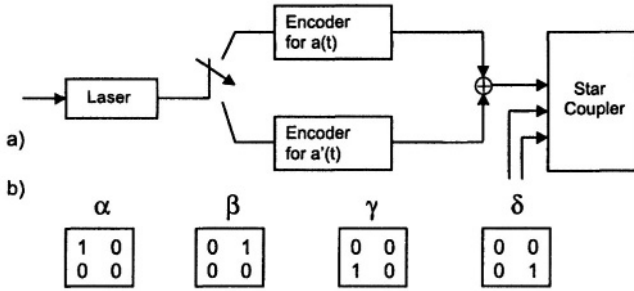 Encoder
for a(t)
Laser
Star
Coupler
a)
Encoder
for a'(t)
b)
α β γ δ
1 0 0 1 0 0 0 0
0 0 0 0 1 0 0 1